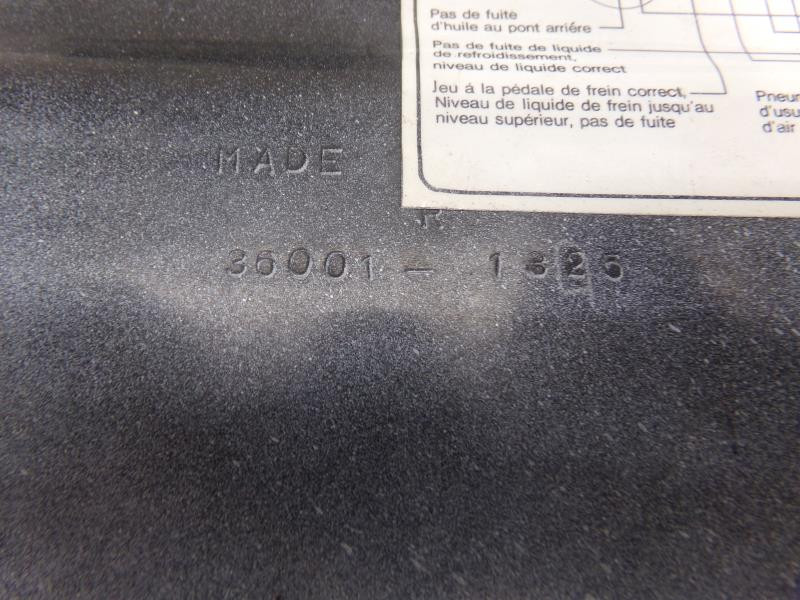 Pas de fuite
d'huile au pont arriére
Pas de fuite de liquide
de refroidissement,
niveau de liquide correct
Jeu á la pédale de frein correct,
Niveau de liquide de frein jusqu'au
niveau supérieur, pas de fuite
Pneu
d'usu
d'air
MADE
R
36001-1626